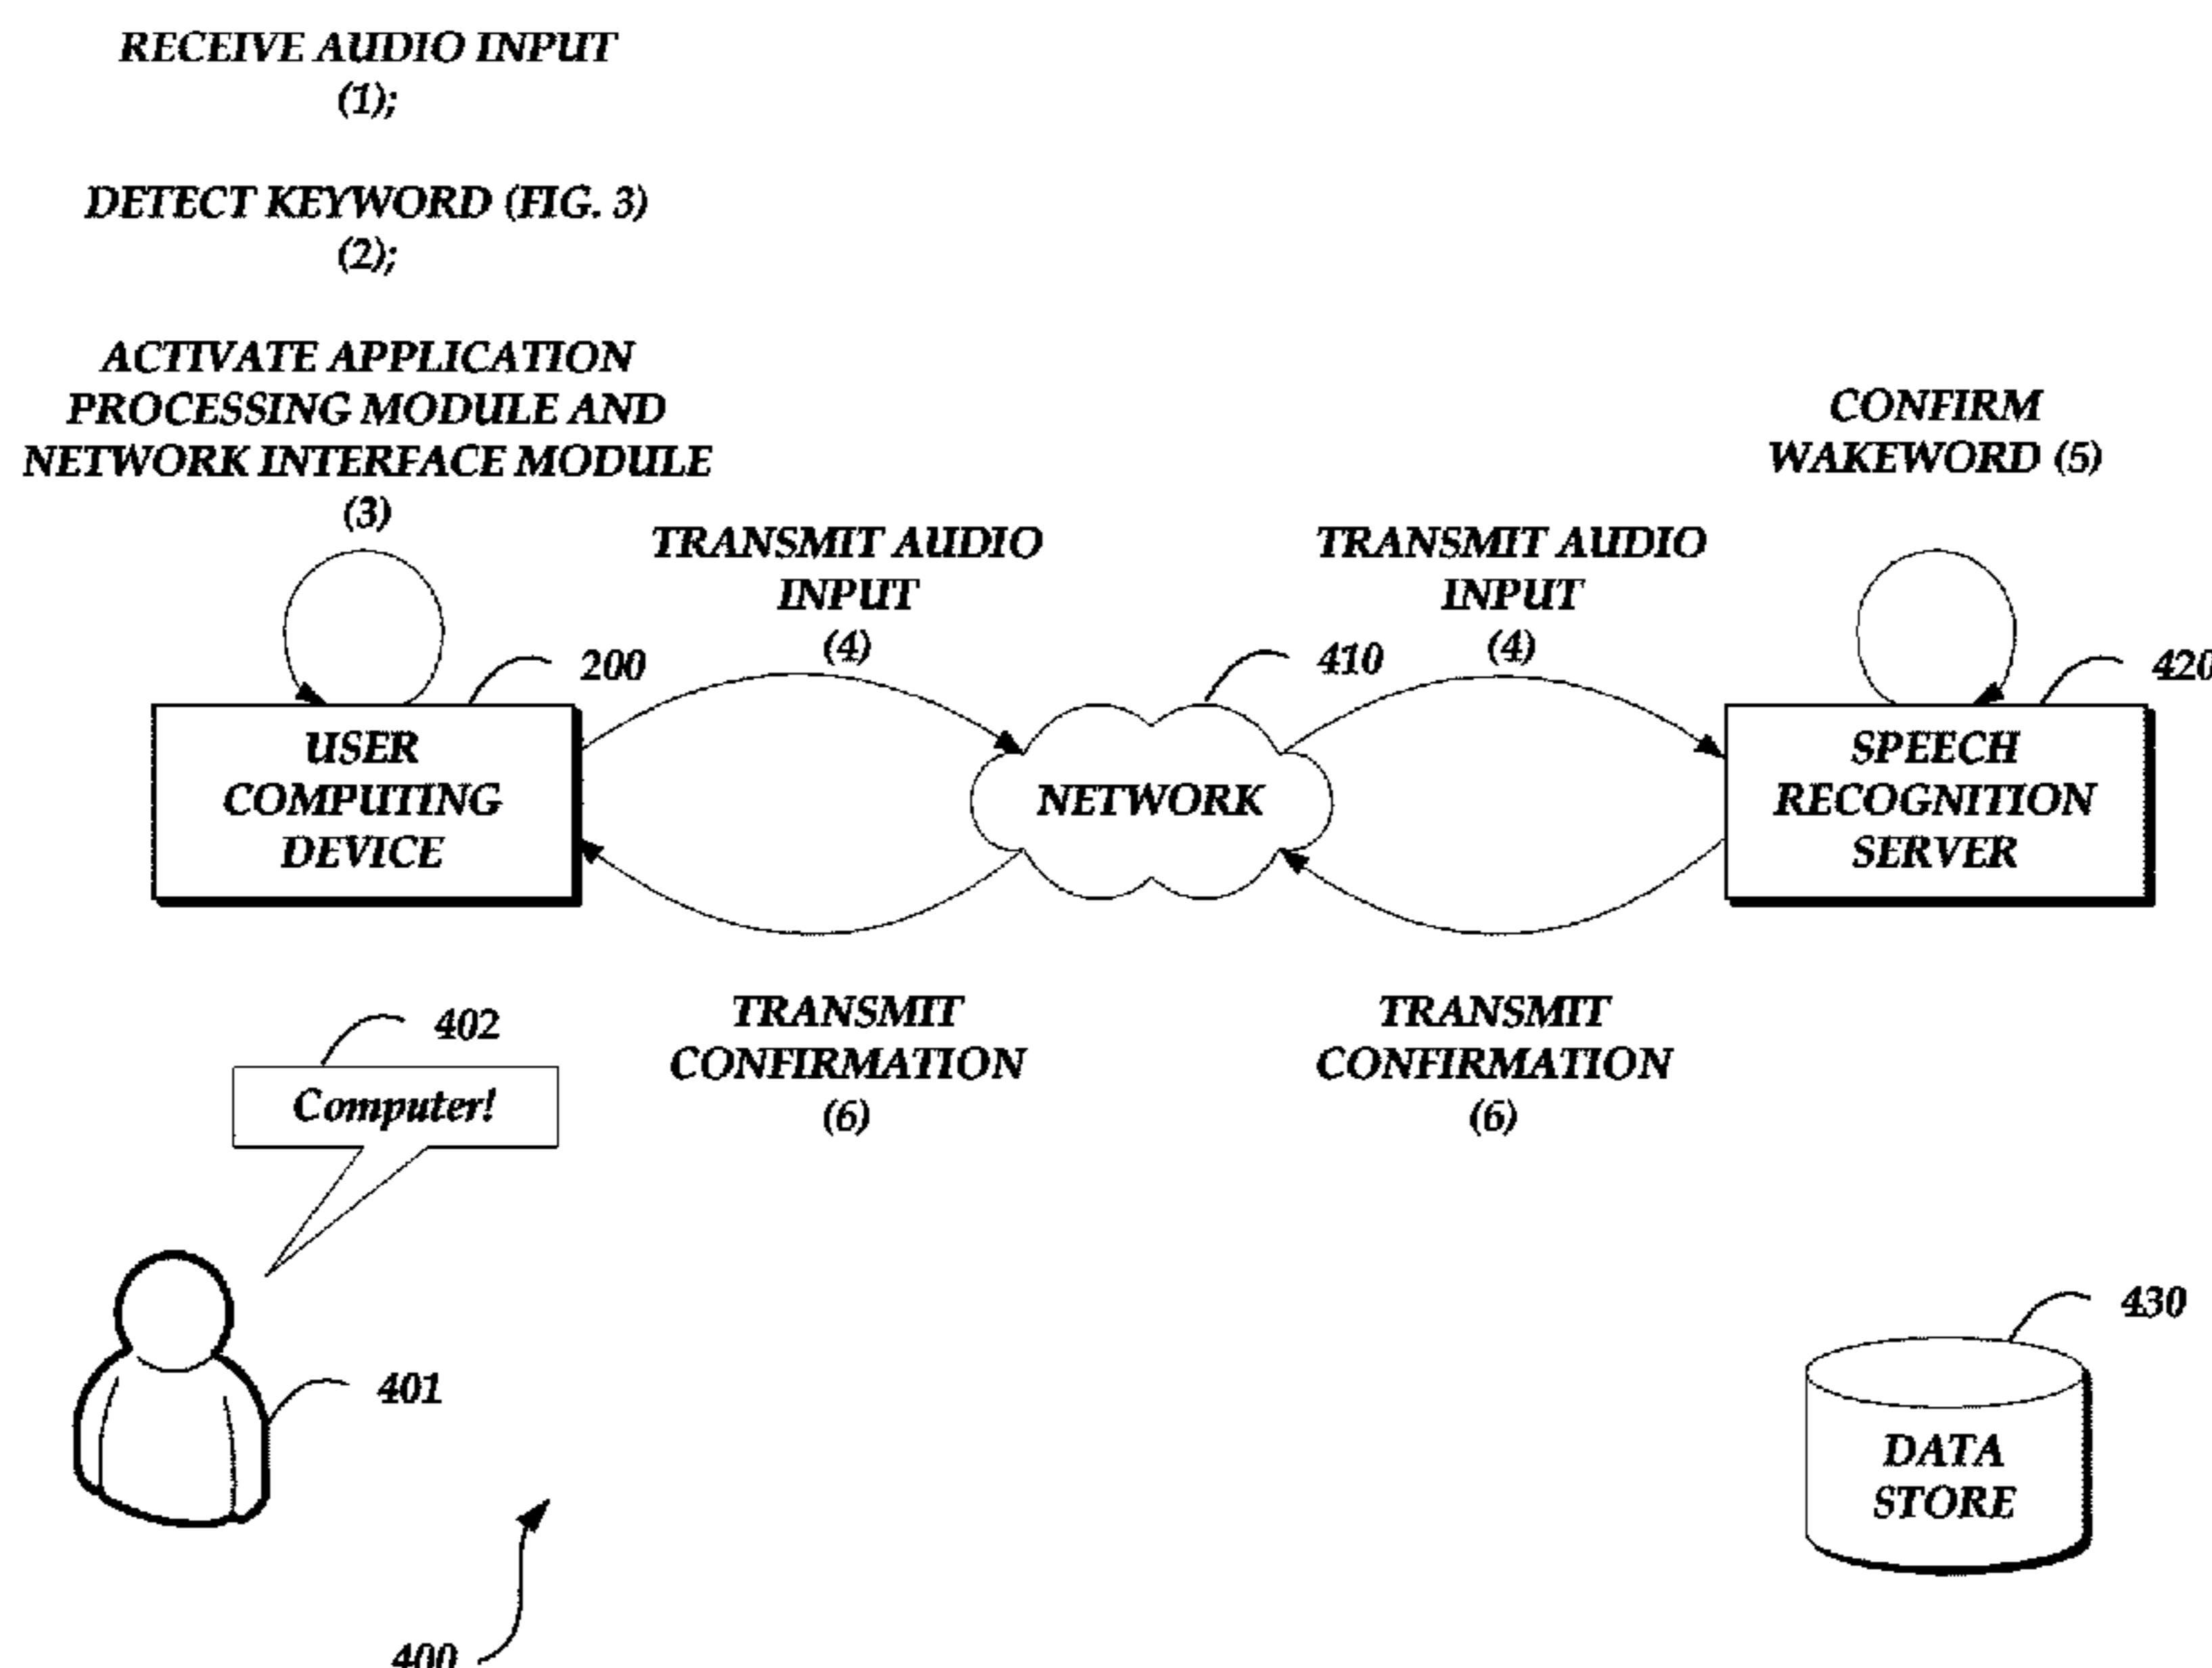 RECEIVE AUDIO INPUT
(1);
DETECT KEYWORD (FIG. 3)
(2);
ACTIVATE APPLICATION
PROCESSING MODULE AND
NETWORK INTERFACE MODULE
(3)
CONFIRM
WAKEWORD (5)
TRANSMIT AUDIO
INPUT
(4)
TRANSMIT AUDIO
INPUT
(4)
200
410
420
USER
COMPUTING
DEVICE
NETWORK
SPEECH
RECOGNITION
SERVER
402
Computer!
TRANSMIT
CONFIRMATION
(6)
TRANSMIT
CONFIRMATION
(6)
401
430
DATA
STORE
400